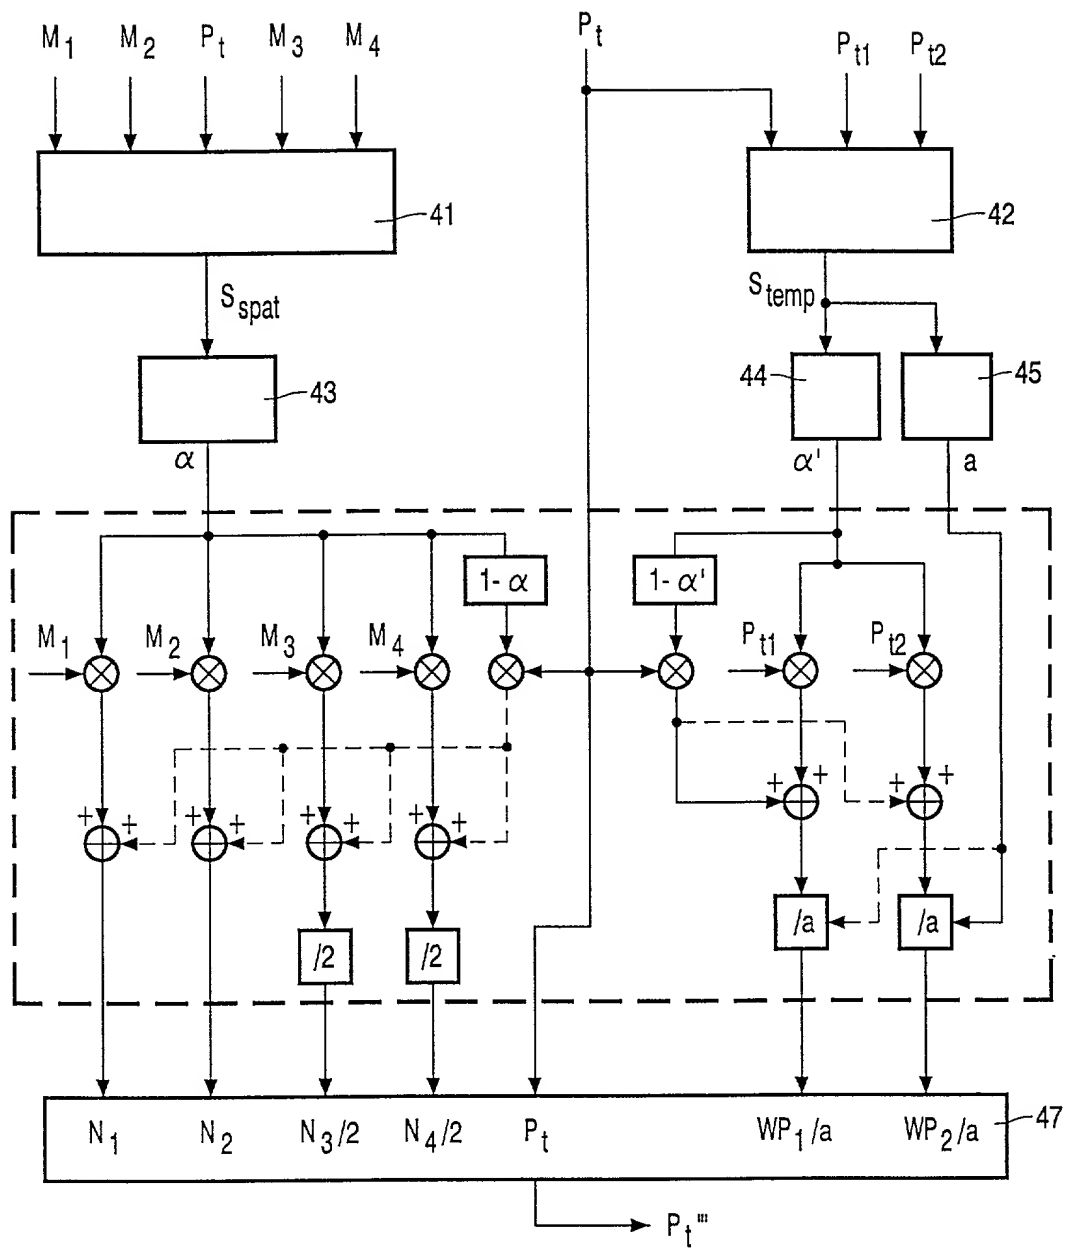 M1 M2 Pt M3 M4 Pt Pt1 Pt2
41 42
Sspat Stemp
43 44 45
α α' a
1- α 1- α'
M1 M2 M3 M4 Pt1 Pt2
+ +
+ + + + + + + + + +
/2 /2 /a /a
N1 N2 N3/2 N4/2 Pt WP1/a WP2/a 47
Pt'''